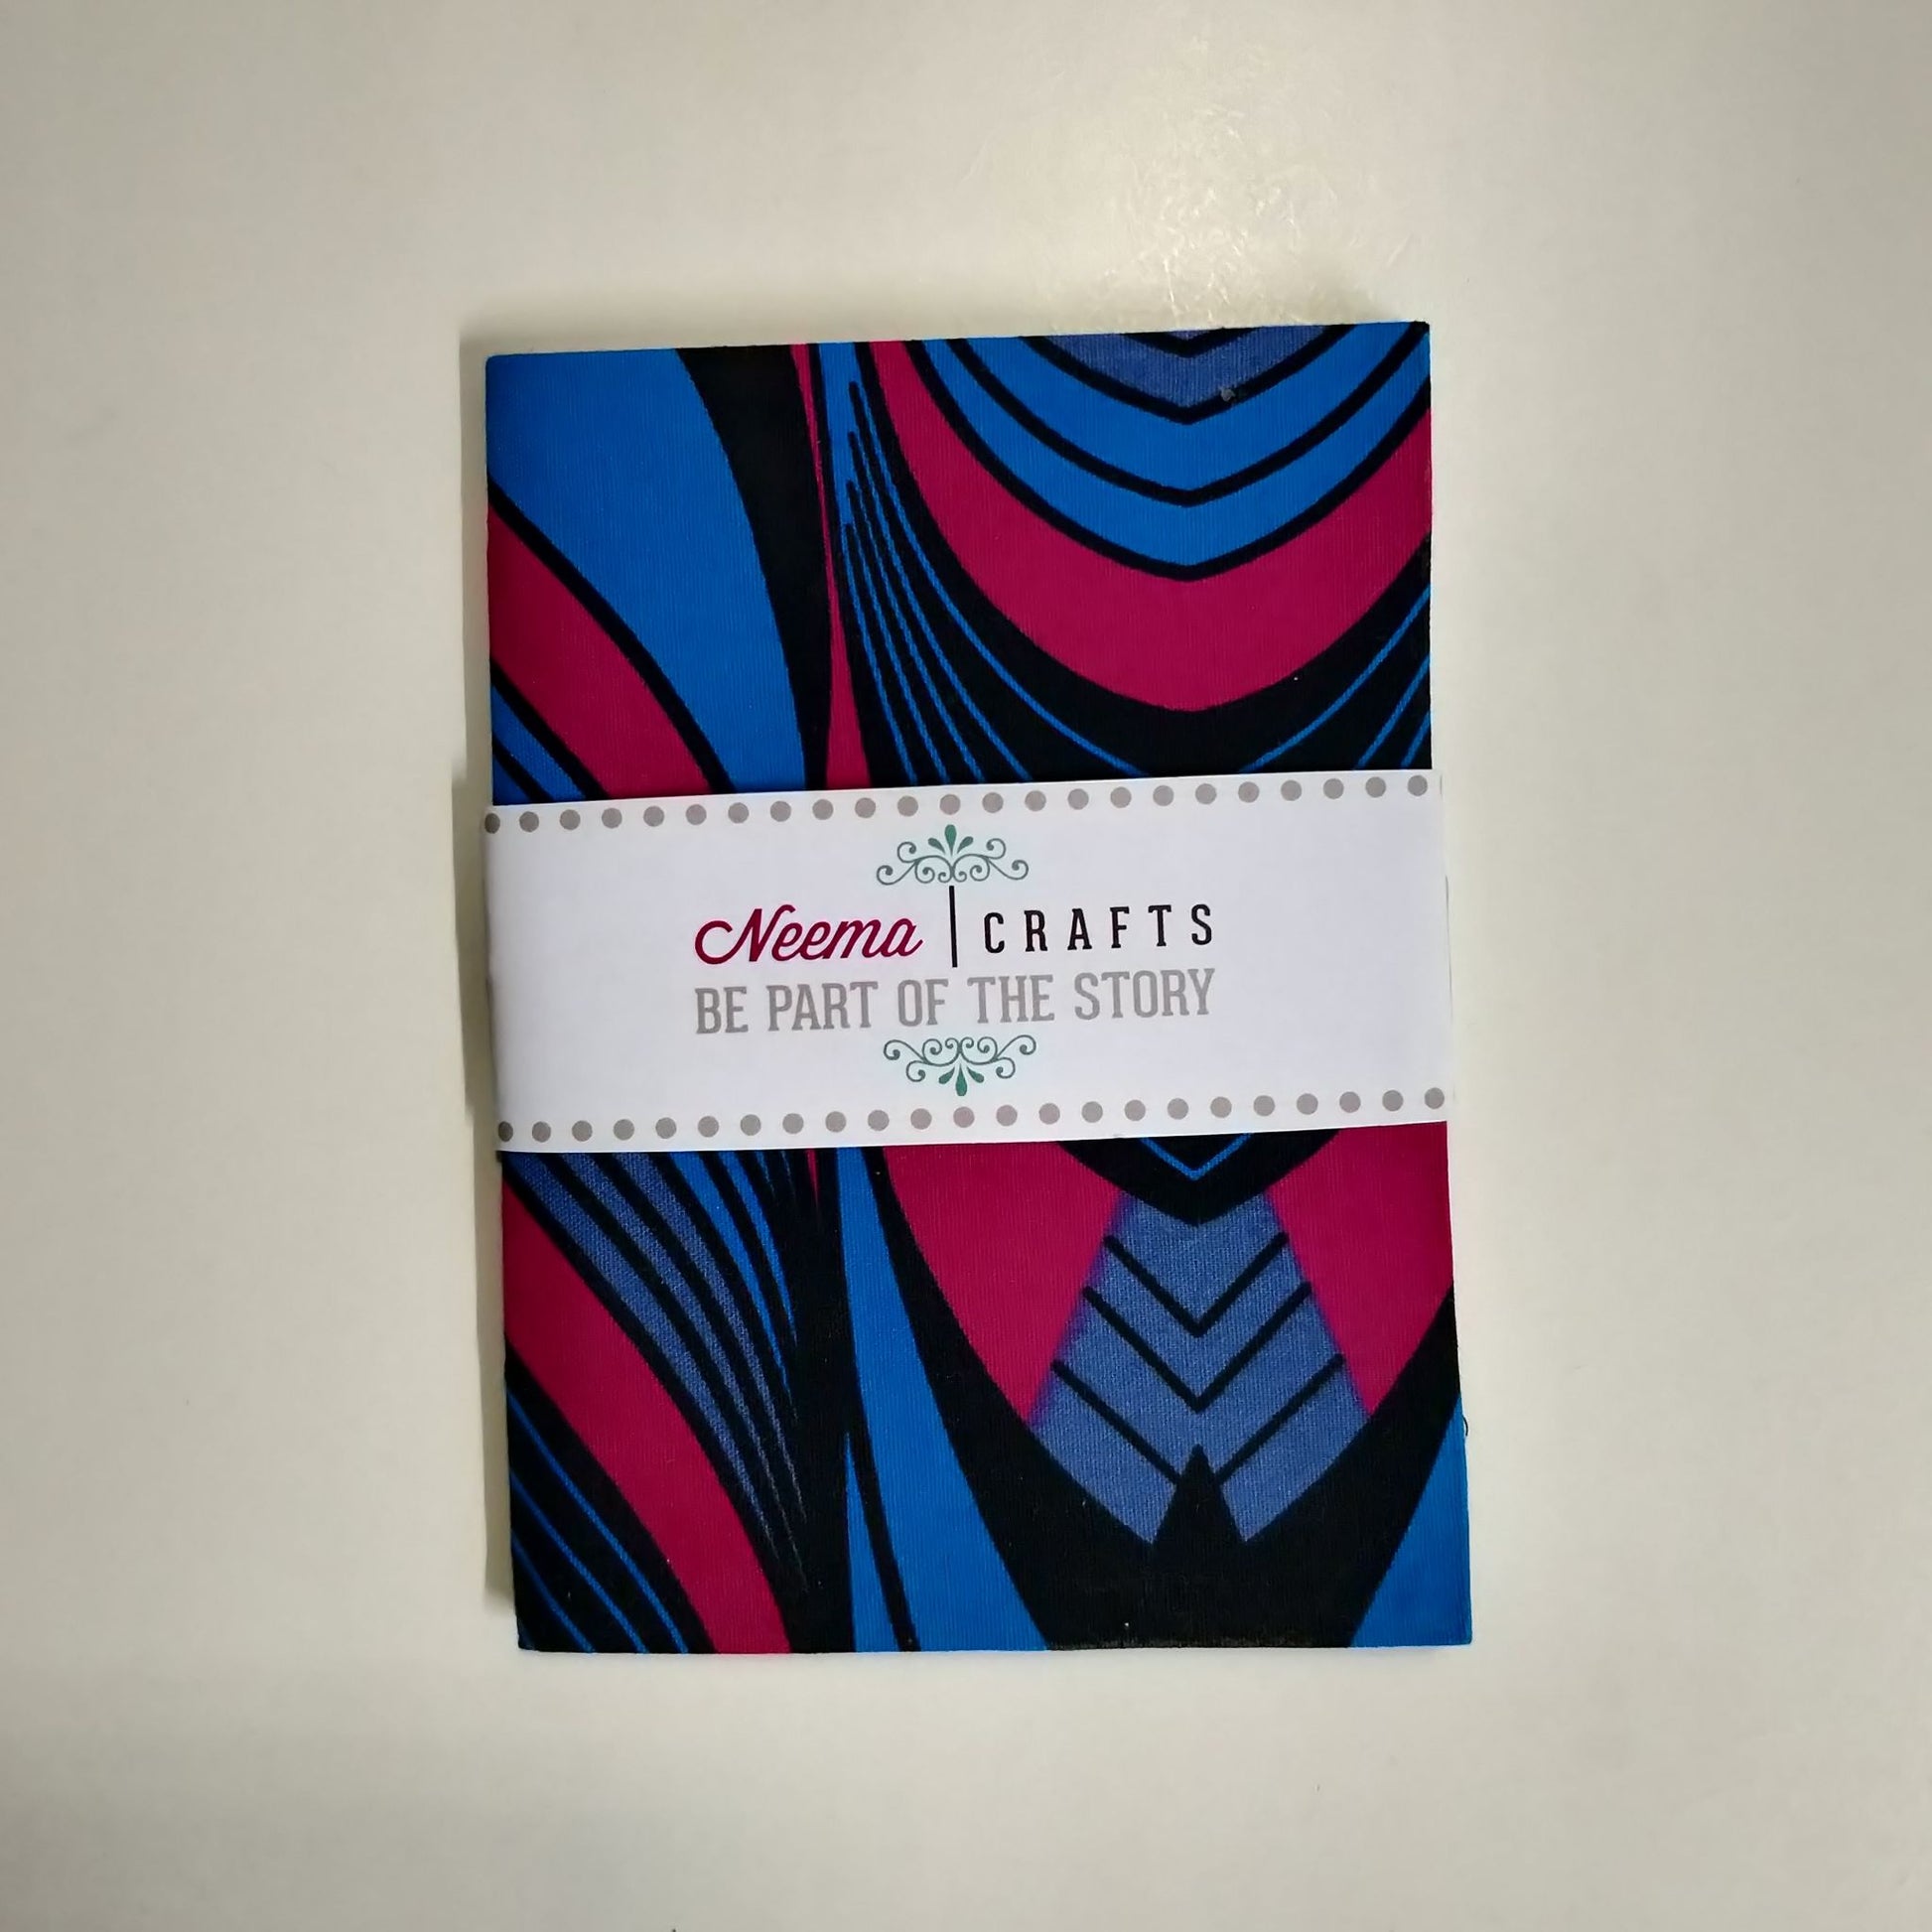 Neema | CRAFTS
BE PART OF THE STORY